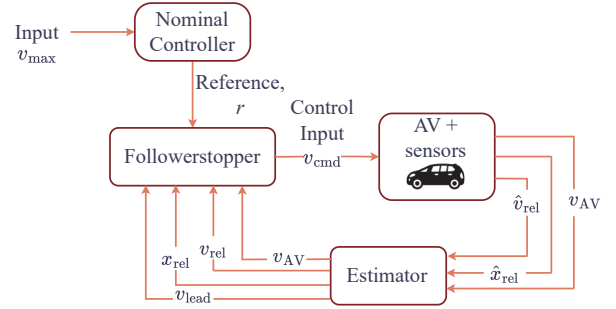 Input
v_max
Nominal
Controller
Reference,
r
Control
Input
v_cmd
Followerstopper
AV +
sensors
v̂_rel
v_AV
x̂_rel
x_rel
v_rel
v_AV
v_lead
Estimator